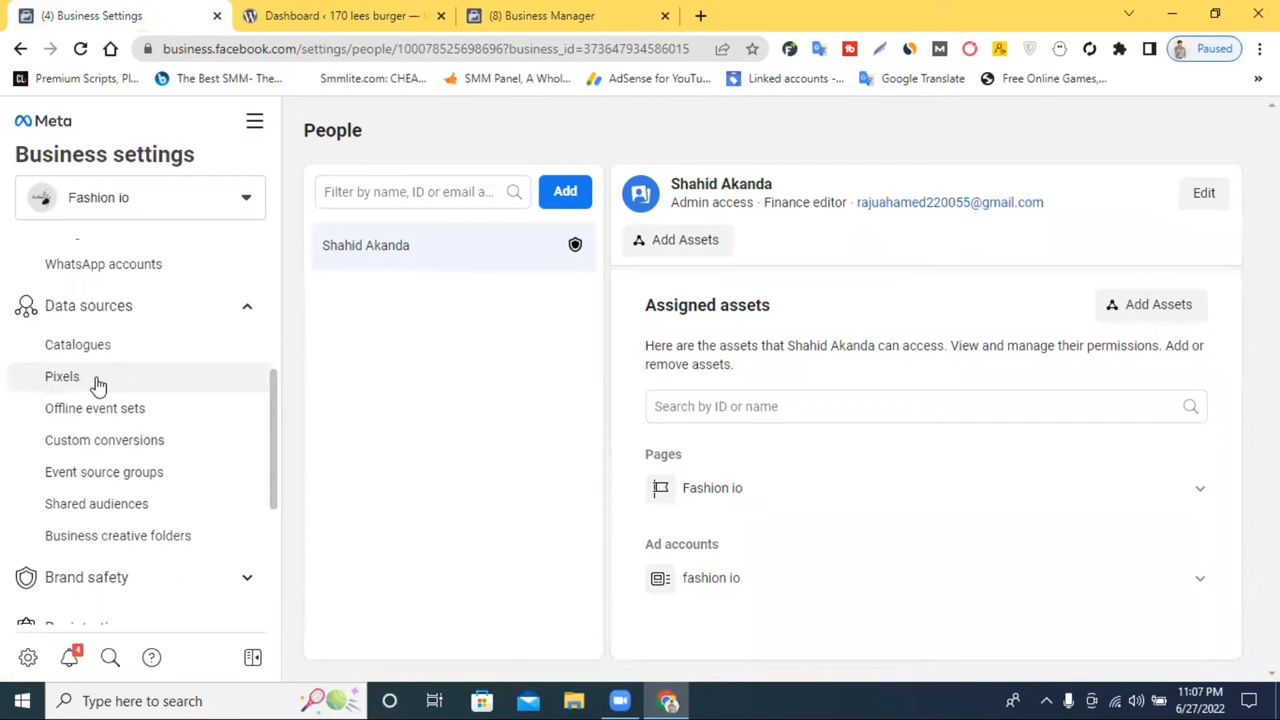 (4) Business Settings
Dashboard ‹ 170 lees burger — W
(8) Business Manager
business.facebook.com/settings/people/100078525698696?business_id=373647934586015
Paused
Premium Scripts, Pl...
The Best SMM- The...
Smmlite.com: CHEA...
SMM Panel, A Whol...
AdSense for YouTu...
Linked accounts -...
Google Translate
Free Online Games,...
»
Meta
Business settings
Fashion io
WhatsApp accounts
Data sources
Catalogues
Pixels
Offline event sets
Custom conversions
Event source groups
Shared audiences
Business creative folders
Brand safety
4
People
Filter by name, ID or email a...
Add
Shahid Akanda
Shahid Akanda
Admin access · Finance editor · rajuahamed220055@gmail.com
Edit
Add Assets
Assigned assets
Add Assets
Here are the assets that Shahid Akanda can access. View and manage their permissions. Add or
remove assets.
Search by ID or name
Pages
Fashion io
Ad accounts
fashion io
Type here to search
11:07 PM
6/27/2022